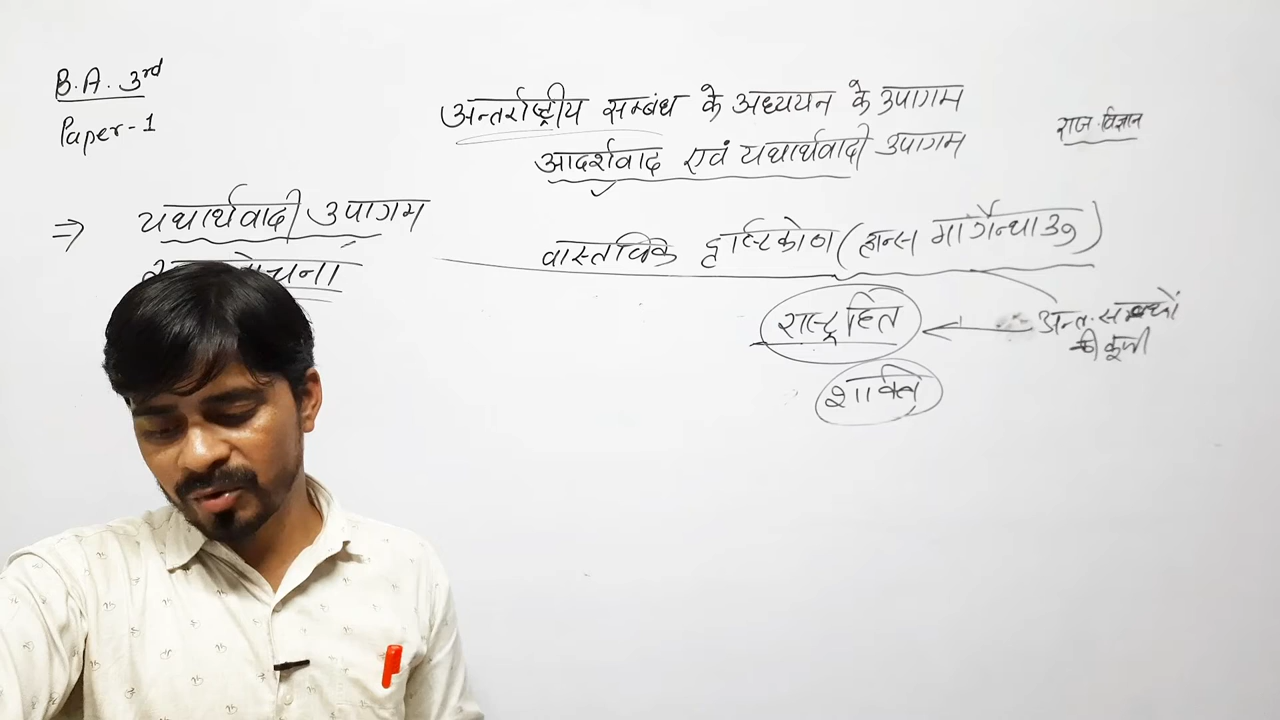 B.A. 3rd
Paper-1
अन्तर्राष्ट्रीय सम्बंध के अध्ययन के उपागम
आदर्शवाद एवं यथार्थवादी उपागम
राज. विज्ञान
⇒ यथार्थवादी उपागम
वास्तविक दृष्टिकोण (हान्स मार्गेन्थाऊ)
राष्ट्रहित
अन्त. सम्बन्धों
की कुंजी
शक्ति